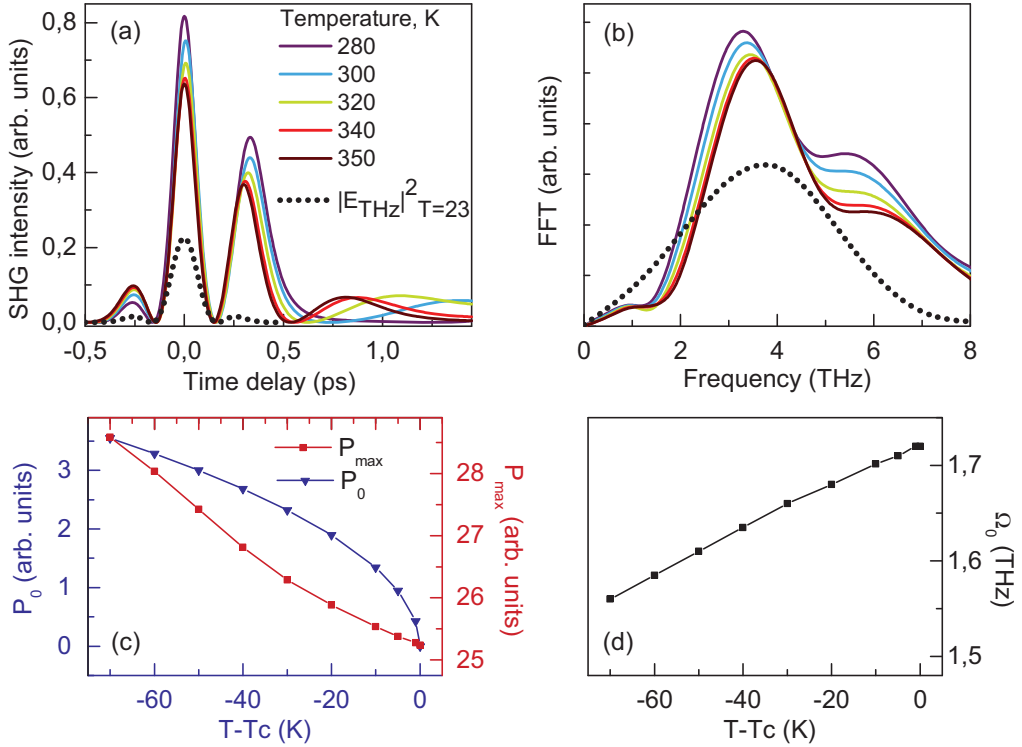 (a)
Temperature, K
280
300
320
340
350
|E_THz|^2 T=23
SHG intensity (arb. units)
0,8
0,6
0,4
0,2
0,0
-0,5
0,0
0,5
1,0
Time delay (ps)
(b)
FFT (arb. units)
0
2
4
6
8
Frequency (THz)
(c)
P_max
P_0
P_0 (arb. units)
3
2
1
0
P_max (arb. units)
28
27
26
25
-60
-40
-20
0
T-Tc (K)
(d)
Ω_0 (THz)
1,7
1,6
1,5
-60
-40
-20
0
T-Tc (K)